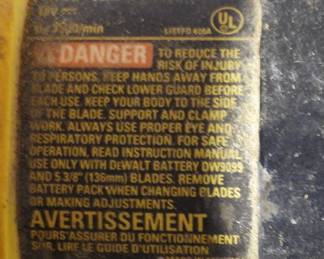 18V
/min
LISTED
UL
DANGER TO REDUCE THE
RISK OF INJURY
TO PERSONS, KEEP HANDS AWAY FROM
BLADE AND CHECK LOWER GUARD BEFORE
EACH USE. KEEP YOUR BODY TO THE SIDE
OF THE BLADE. SUPPORT AND CLAMP
WORK. ALWAYS USE PROPER EYE AND
RESPIRATORY PROTECTION. FOR SAFE
OPERATION, READ INSTRUCTION MANUAL
USE ONLY WITH DEWALT BATTERY DW9099
AND 5 3/8" (136mm) BLADES. REMOVE
BATTERY PACK WHEN CHANGING BLADES
OR MAKING ADJUSTMENTS.
AVERTISSEMENT
POUR S'ASSURER DU FONCTIONNEMENT
SUR, LIRE LE GUIDE D'UTILISATION